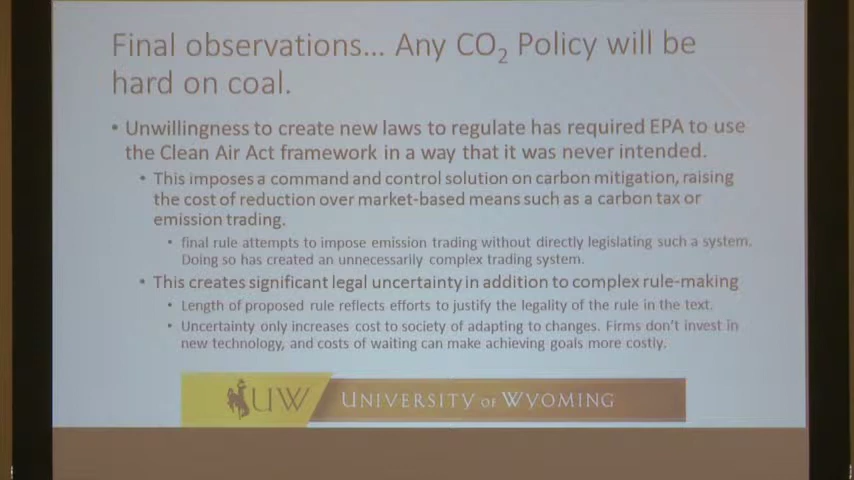 Final observations... Any CO₂ Policy will be
hard on coal.
• Unwillingness to create new laws to regulate has required EPA to use
the Clean Air Act framework in a way that it was never intended.
• This imposes a command and control solution on carbon mitigation, raising
the cost of reduction over market-based means such as a carbon tax or
emission trading.
• final rule attempts to impose emission trading without directly legislating such a system.
Doing so has created an unnecessarily complex trading system.
• This creates significant legal uncertainty in addition to complex rule-making
• Length of proposed rule reflects efforts to justify the legality of the rule in the text.
• Uncertainty only increases cost to society of adapting to changes. Firms don't invest in
new technology, and costs of waiting can make achieving goals more costly.
UW UNIVERSITY OF WYOMING